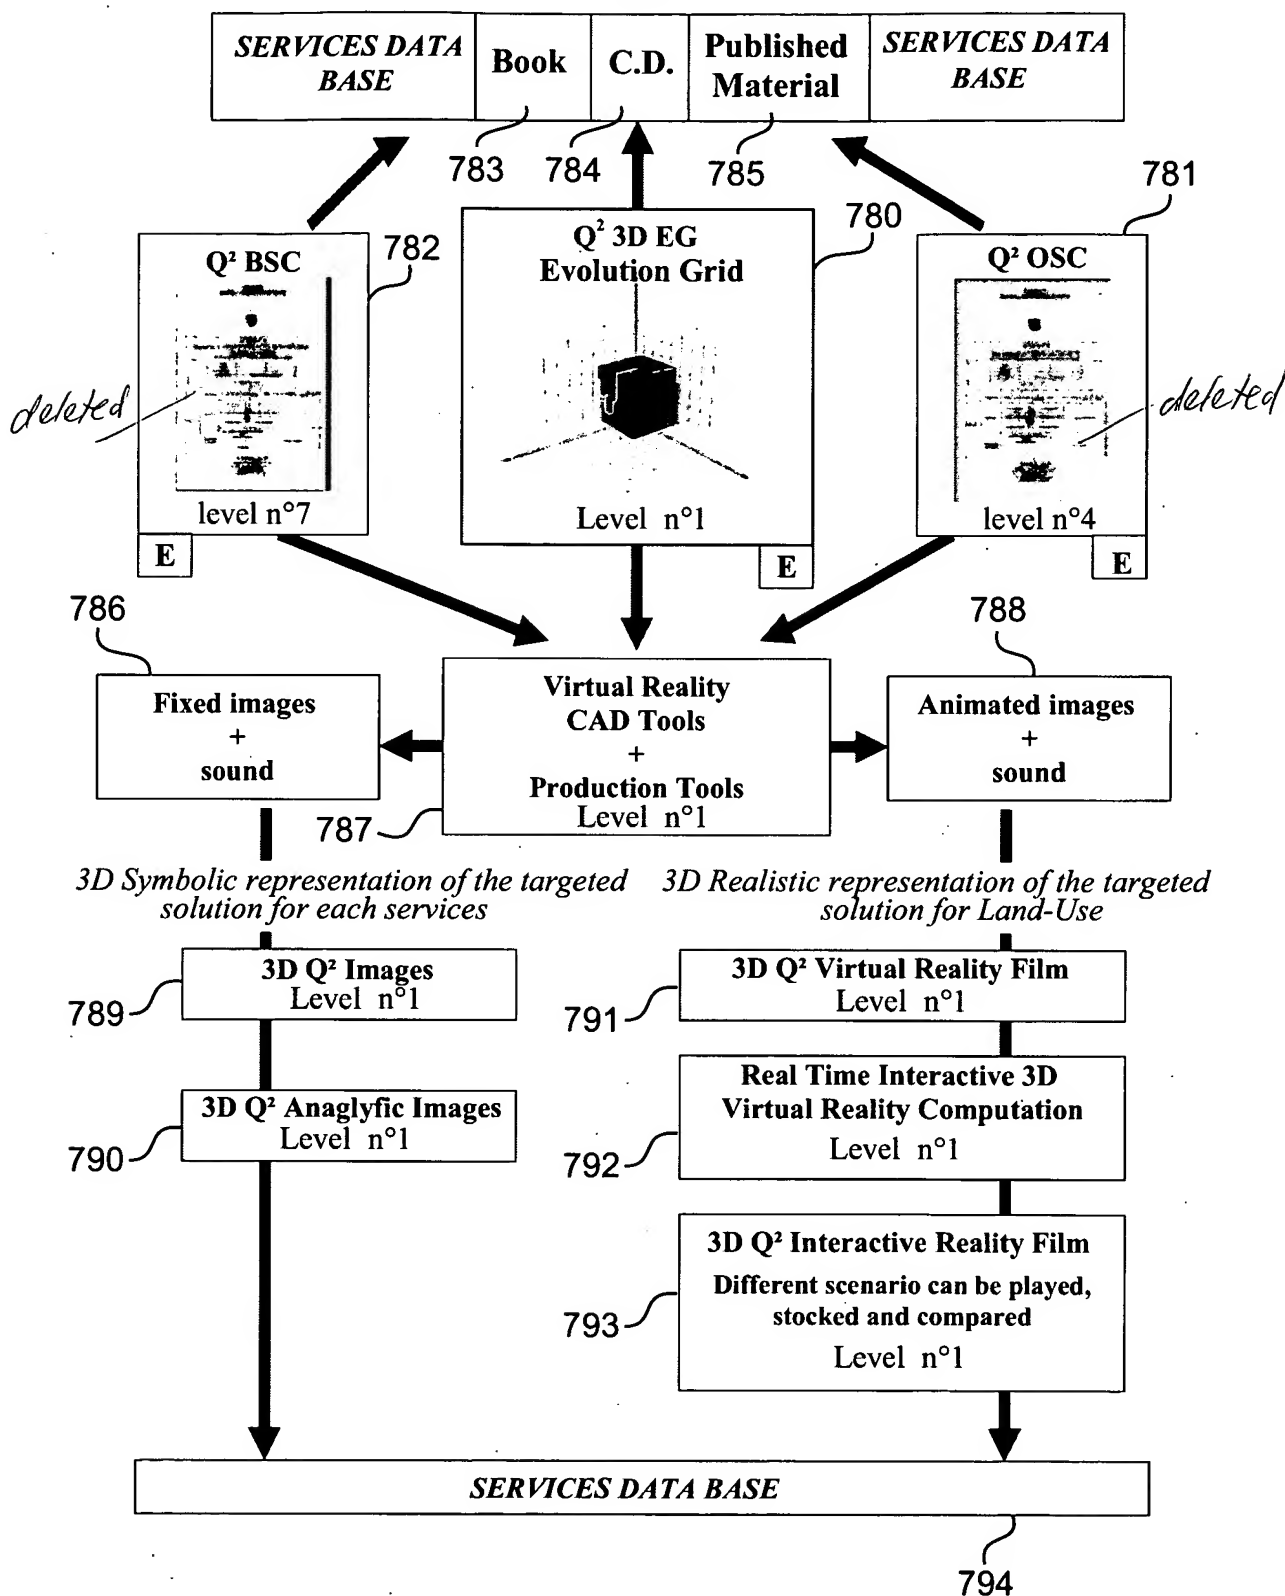 SERVICES DATA
BASE
Book
C.D.
Published
Material
SERVICES DATA
BASE
783
784
785
781
780
782
Q² BSC
Q² 3D EG
Evolution Grid
Q² OSC
deleted
deleted
level n°7
Level n°1
level n°4
E
E
E
786
788
Fixed images
+
sound
Virtual Reality
CAD Tools
+
Production Tools
Level n°1
Animated images
+
sound
787
3D Symbolic representation of the targeted
solution for each services
3D Realistic representation of the targeted
solution for Land-Use
3D Q² Images
Level n°1
789
3D Q² Virtual Reality Film
Level n°1
791
3D Q² Anaglyfic Images
Level n°1
790
Real Time Interactive 3D
Virtual Reality Computation
Level n°1
792
3D Q² Interactive Reality Film
Different scenario can be played,
stocked and compared
Level n°1
793
SERVICES DATA BASE
794